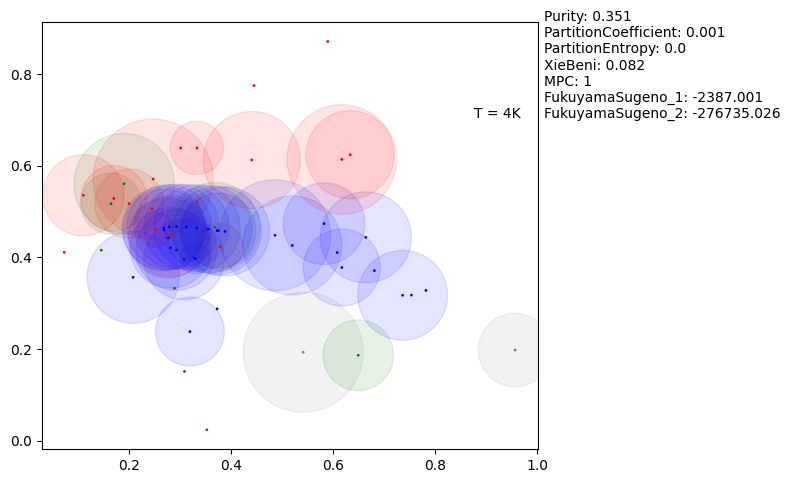 Purity: 0.351
PartitionCoefficient: 0.001
PartitionEntropy: 0.0
XieBeni: 0.082
MPC: 1
FukuyamaSugeno_1: -2387.001
FukuyamaSugeno_2: -276735.026
T = 4K
0.8
0.6
0.4
0.2
0.0
0.2 0.4 0.6 0.8 1.0